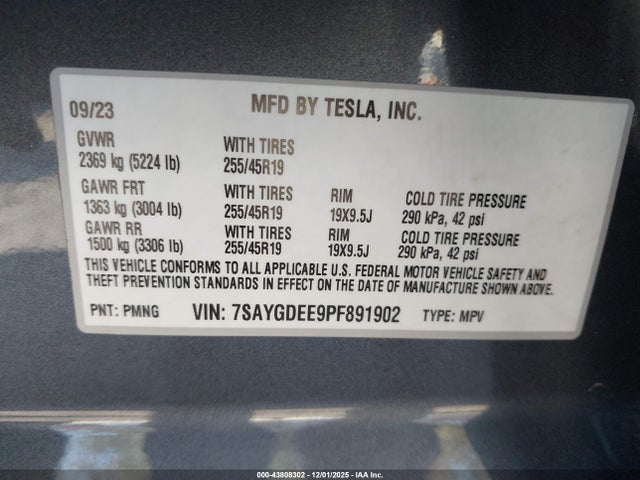 09/23 MFD BY TESLA, INC.
GVWR WITH TIRES
2369 kg (5224 lb) 255/45R19
GAWR FRT WITH TIRES RIM COLD TIRE PRESSURE
1363 kg (3004 lb) 255/45R19 19X9.5J 290 kPa, 42 psi
GAWR RR WITH TIRES RIM COLD TIRE PRESSURE
1500 kg (3306 lb) 255/45R19 19X9.5J 290 kPa, 42 psi
THIS VEHICLE CONFORMS TO ALL APPLICABLE U.S. FEDERAL MOTOR VEHICLE SAFETY AND
THEFT PREVENTION STANDARDS IN EFFECT ON THE DATE OF MANUFACTURE SHOWN ABOVE.
PNT: PMNG VIN: 7SAYGDEE9PF891902 TYPE: MPV
000-43808302 - 12/01/2025 - IAA Inc.